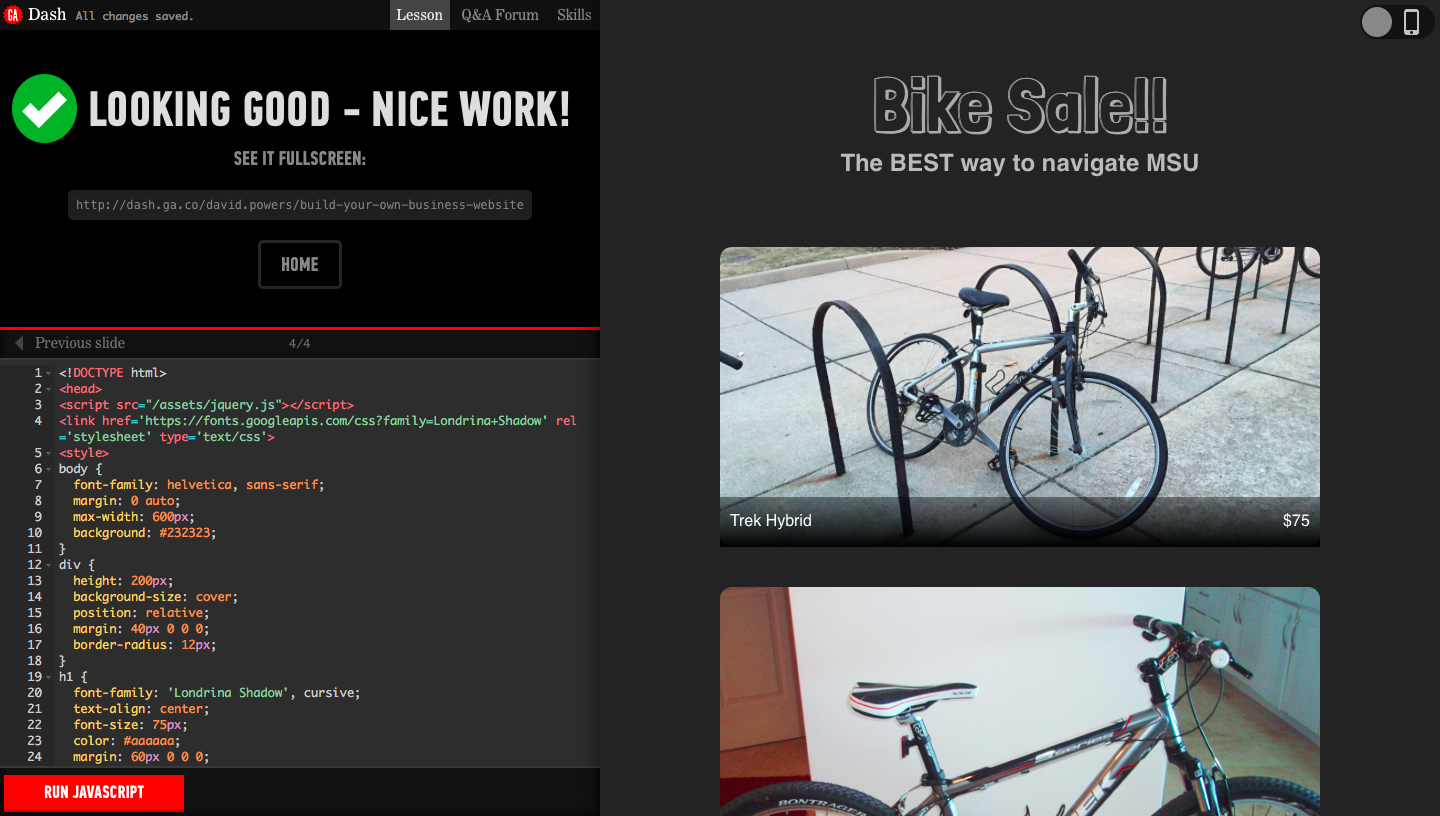 GA Dash All changes saved. Lesson Q&A Forum Skills
LOOKING GOOD - NICE WORK!
SEE IT FULLSCREEN:
http://dash.ga.co/david.powers/build-your-own-business-website
HOME
Previous slide 4/4
1 <!DOCTYPE html>
2 <head>
3 <script src="/assets/jquery.js"></script>
4 <link href='https://fonts.googleapis.com/css?family=Londrina+Shadow' rel
='stylesheet' type='text/css'>
5 <style>
6 body {
7 font-family: helvetica, sans-serif;
8 margin: 0 auto;
9 max-width: 600px;
10 background: #232323;
11 }
12 div {
13 height: 200px;
14 background-size: cover;
15 position: relative;
16 margin: 40px 0 0 0;
17 border-radius: 12px;
18 }
19 h1 {
20 font-family: 'Londrina Shadow', cursive;
21 text-align: center;
22 font-size: 75px;
23 color: #aaaaaa;
24 margin: 60px 0 0 0;
RUN JAVASCRIPT
Bike Sale!!
The BEST way to navigate MSU
Trek Hybrid $75
series
TREK
BONTRAGER